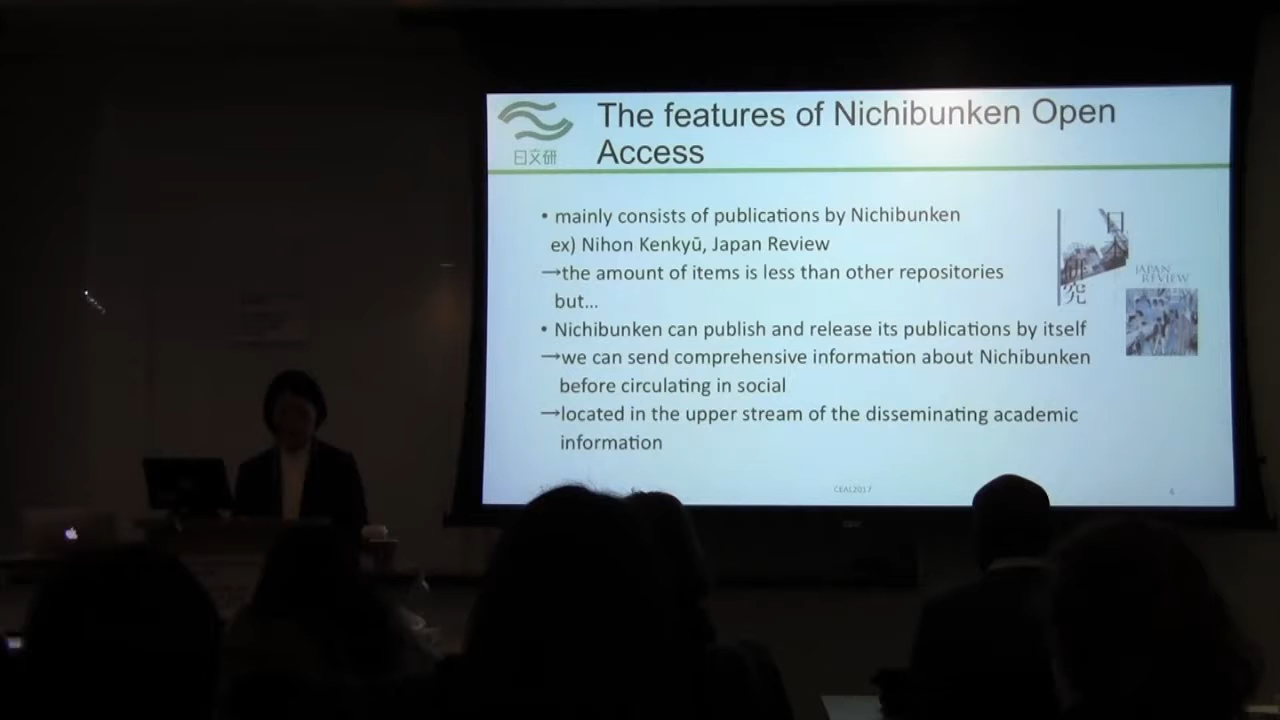 The features of Nichibunken Open
Access
日文研
• mainly consists of publications by Nichibunken
ex) Nihon Kenkyū, Japan Review
→the amount of items is less than other repositories
but...
• Nichibunken can publish and release its publications by itself
→we can send comprehensive information about Nichibunken
before circulating in social
→located in the upper stream of the disseminating academic
information
日本
研究
JAPAN
REVIEW
CEAL2017